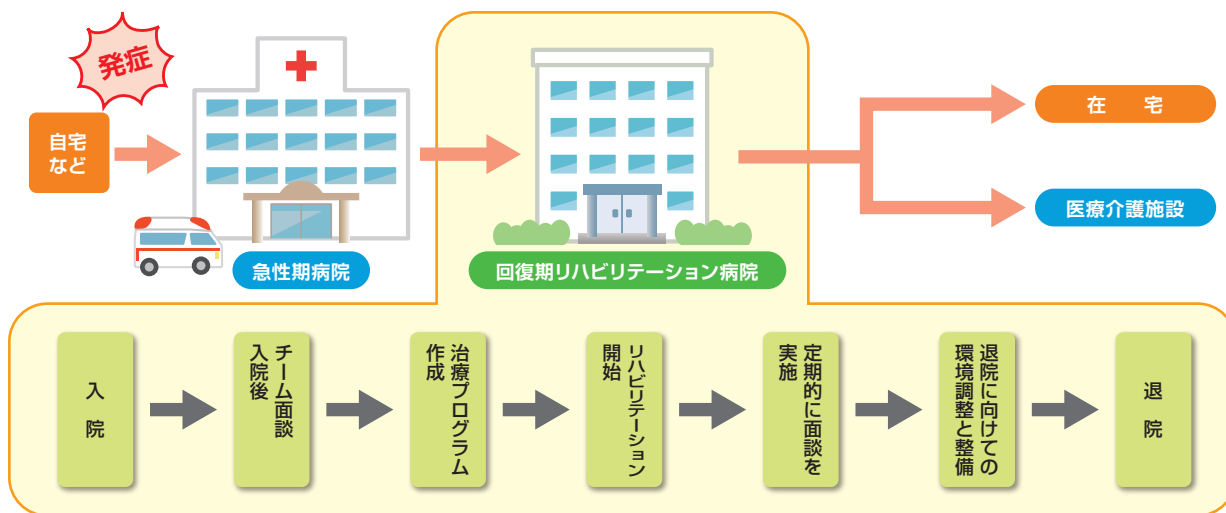 発症
自宅
など
急性期病院
回復期リハビリテーション病院
在宅
医療介護施設
入院
チーム面談
入院後
治療プログラム
作成
リハビリテーション
開始
定期的に面談を
実施
退院に向けての
環境調整と整備
退院